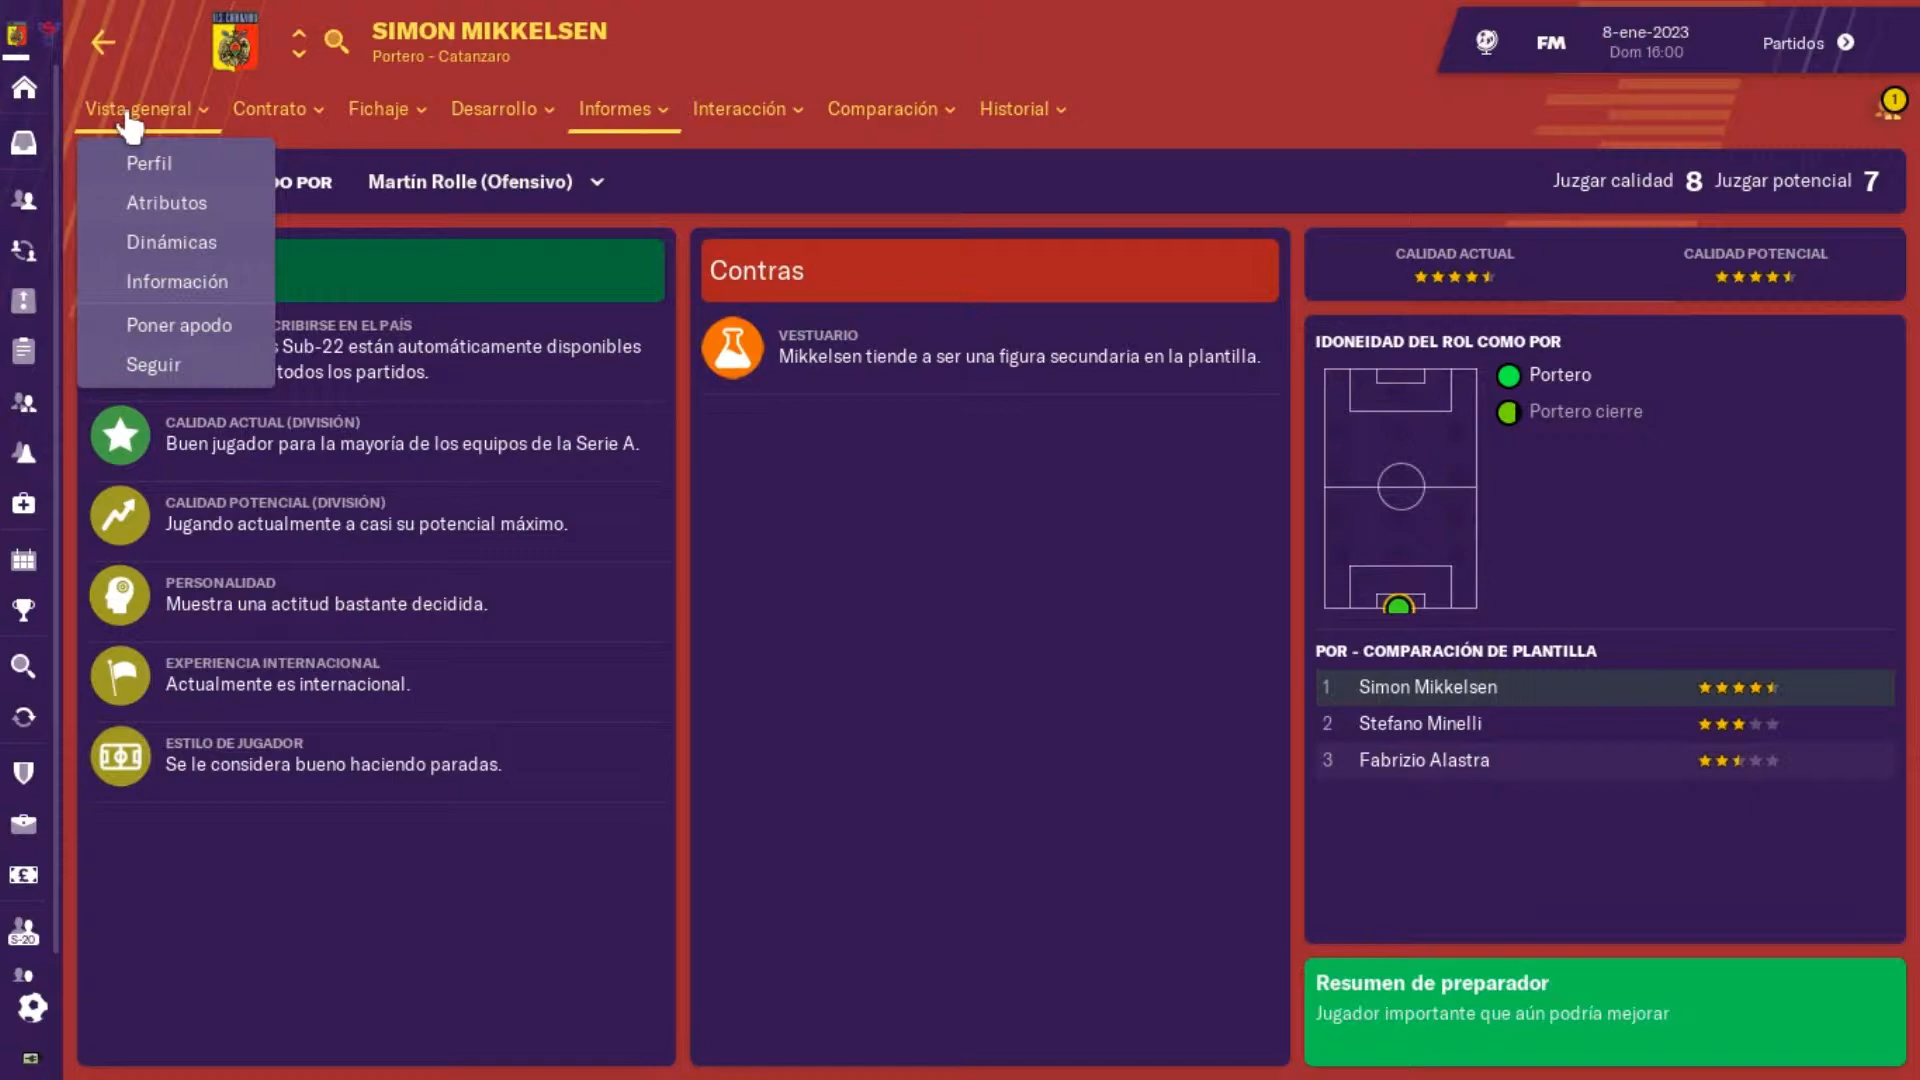 SIMON MIKKELSEN
Portero - Catanzaro
FM
8-ene-2023
Dom 16:00
Partidos
1
Vista general
Contrato
Fichaje
Desarrollo
Informes
Interacción
Comparación
Historial
Perfil
Atributos
Dinámicas
Información
Poner apodo
Seguir
DO POR
Martín Rolle (Ofensivo)
Juzgar calidad 8 Juzgar potencial 7
CRIBIRSE EN EL PAÍS
s Sub-22 están automáticamente disponibles
todos los partidos.
CALIDAD ACTUAL (DIVISIÓN)
Buen jugador para la mayoría de los equipos de la Serie A.
CALIDAD POTENCIAL (DIVISIÓN)
Jugando actualmente a casi su potencial máximo.
PERSONALIDAD
Muestra una actitud bastante decidida.
EXPERIENCIA INTERNACIONAL
Actualmente es internacional.
ESTILO DE JUGADOR
Se le considera bueno haciendo paradas.
Contras
VESTUARIO
Mikkelsen tiende a ser una figura secundaria en la plantilla.
CALIDAD ACTUAL
CALIDAD POTENCIAL
IDONEIDAD DEL ROL COMO POR
Portero
Portero cierre
POR - COMPARACIÓN DE PLANTILLA
1 Simon Mikkelsen
2 Stefano Minelli
3 Fabrizio Alastra
Resumen de preparador
Jugador importante que aún podría mejorar
S-20